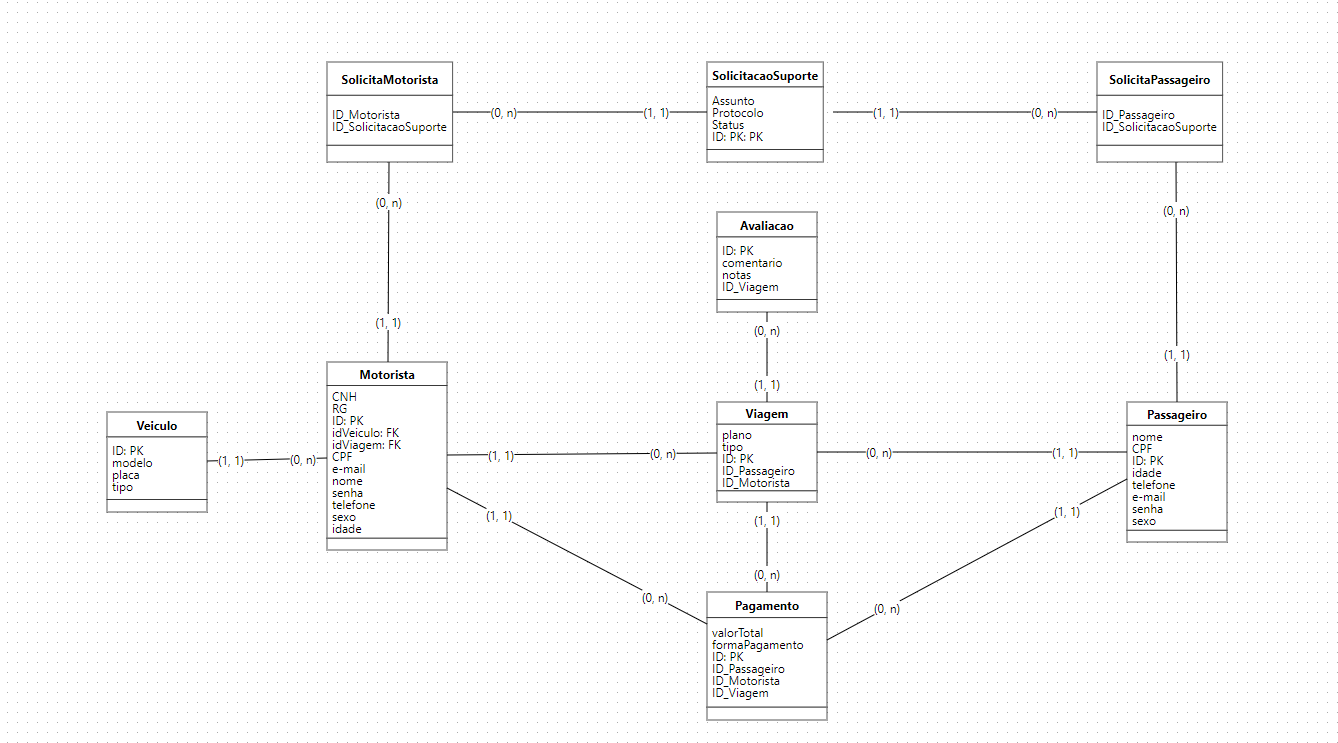 SolicitaMotorista
ID_Motorista
ID_SolicitacaoSuporte
(0, n)
(1, 1)
SolicitacaoSuporte
Assunto
Protocolo
Status
ID: PK: PK
(1, 1)
(0, n)
SolicitaPassageiro
ID_Passageiro
ID_SolicitacaoSuporte
(0, n)
(1, 1)
(0, n)
(1, 1)
Avaliacao
ID: PK
comentario
notas
ID_Viagem
(0, n)
(1, 1)
Veiculo
ID: PK
modelo
placa
tipo
(1, 1)
(0, n)
Motorista
CNH
RG
ID: PK
idVeiculo: FK
idViagem: FK
CPF
e-mail
nome
senha
telefone
sexo
idade
(1, 1)
(0, n)
Viagem
plano
tipo
ID: PK
ID_Passageiro
ID_Motorista
(0, n)
(1, 1)
Passageiro
nome
CPF
ID: PK
idade
telefone
e-mail
senha
sexo
(1, 1)
(0, n)
(1, 1)
(0, n)
(1, 1)
(0, n)
Pagamento
valorTotal
formaPagamento
ID: PK
ID_Passageiro
ID_Motorista
ID_Viagem